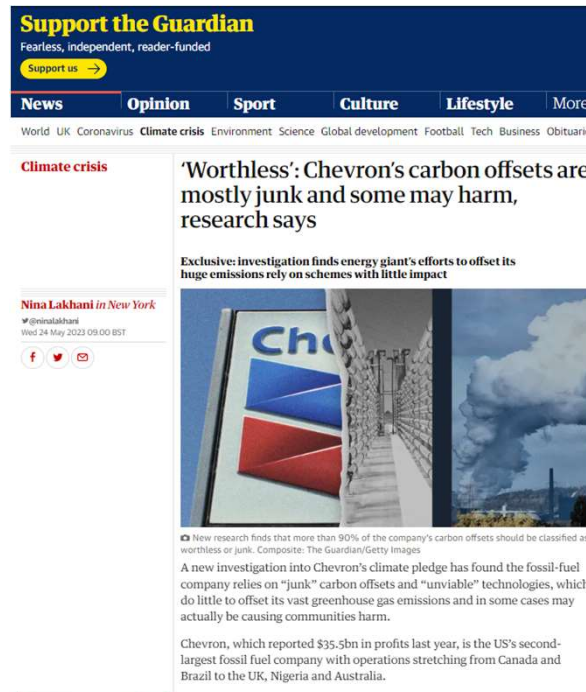 Support the Guardian
Fearless, independent, reader-funded
Support us →
News Opinion Sport Culture Lifestyle More
World UK Coronavirus Climate crisis Environment Science Global development Football Tech Business
Climate crisis
'Worthless': Chevron's carbon offsets are
mostly junk and some may harm,
research says
Exclusive: investigation finds energy giant's efforts to offset its
huge emissions rely on schemes with little impact
Nina Lakhani in New York
@ninalakhani
Wed 24 May 2023 09.00 BST
Che
New research finds that more than 90% of the company's carbon offsets should be classified as
worthless or junk. Composite: The Guardian/Getty Images
A new investigation into Chevron's climate pledge has found the fossil-fuel
company relies on “junk” carbon offsets and “unviable” technologies, which
do little to offset its vast greenhouse gas emissions and in some cases may
actually be causing communities harm.
Chevron, which reported $35.5bn in profits last year, is the US's second-
largest fossil fuel company with operations stretching from Canada and
Brazil to the UK, Nigeria and Australia.